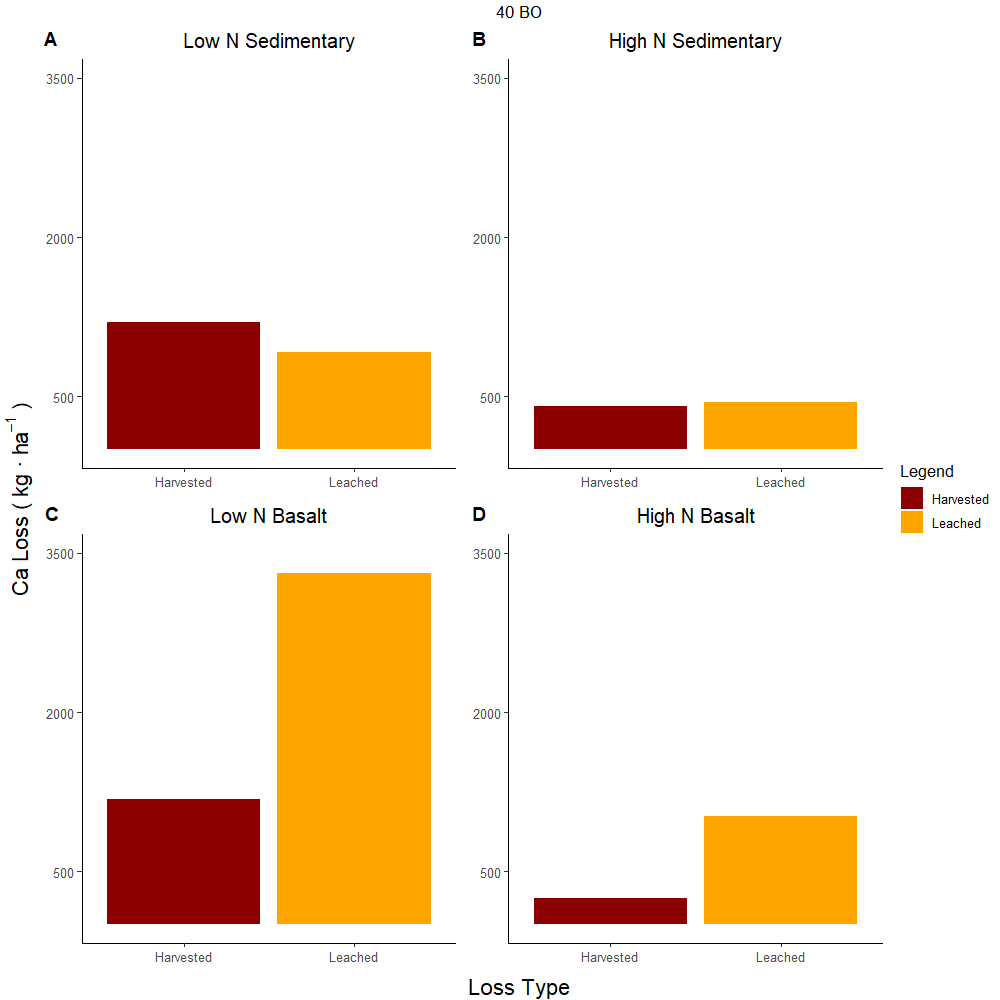 40 BO
A
Low N Sedimentary
3500
2000
500
Harvested
Leached
B
High N Sedimentary
3500
2000
500
Harvested
Leached
C
Low N Basalt
3500
2000
500
Harvested
Leached
D
High N Basalt
3500
2000
500
Harvested
Leached
Ca Loss ( kg · ha⁻¹ )
Loss Type
Legend
Harvested
Leached